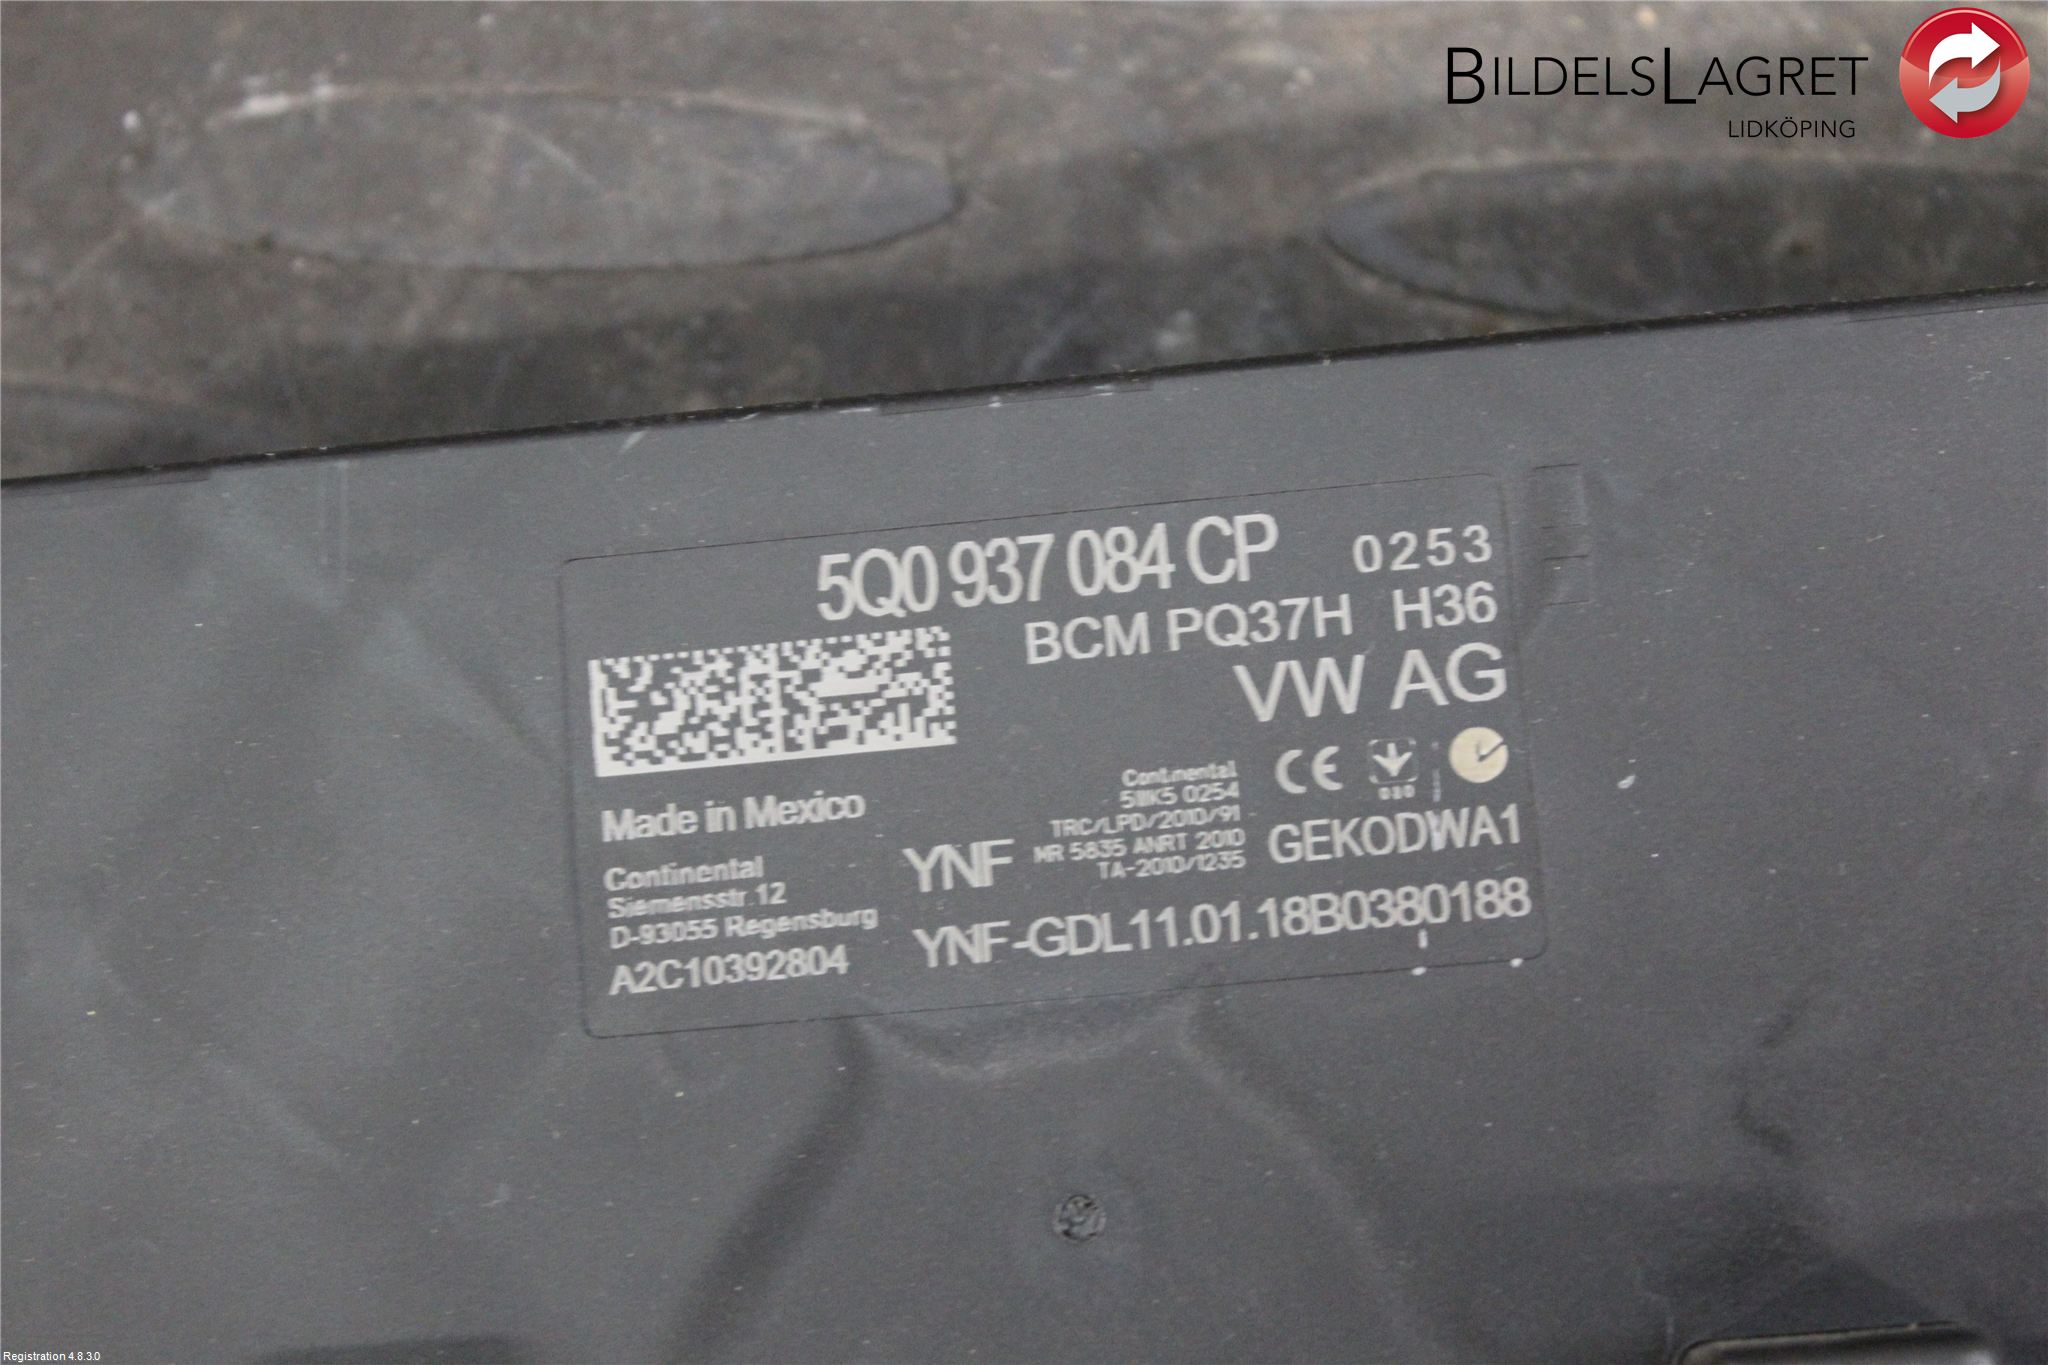 BILDELSLAGRET
LIDKÖPING
5Q0 937 084 CP 0253
BCM PQ37H H36
VW AG
Made in Mexico
Continental
Siemensstr. 12
D-93055 Regensburg
A2C10392804
YNF
Continental
5WK5 0254
TRC/LPD/2010/91
MR 5835 ANRT 2010
TA-2010/1235
CE
GEKODWA1
YNF-GDL11.01.18B0380188
Registration 4.8.3.0